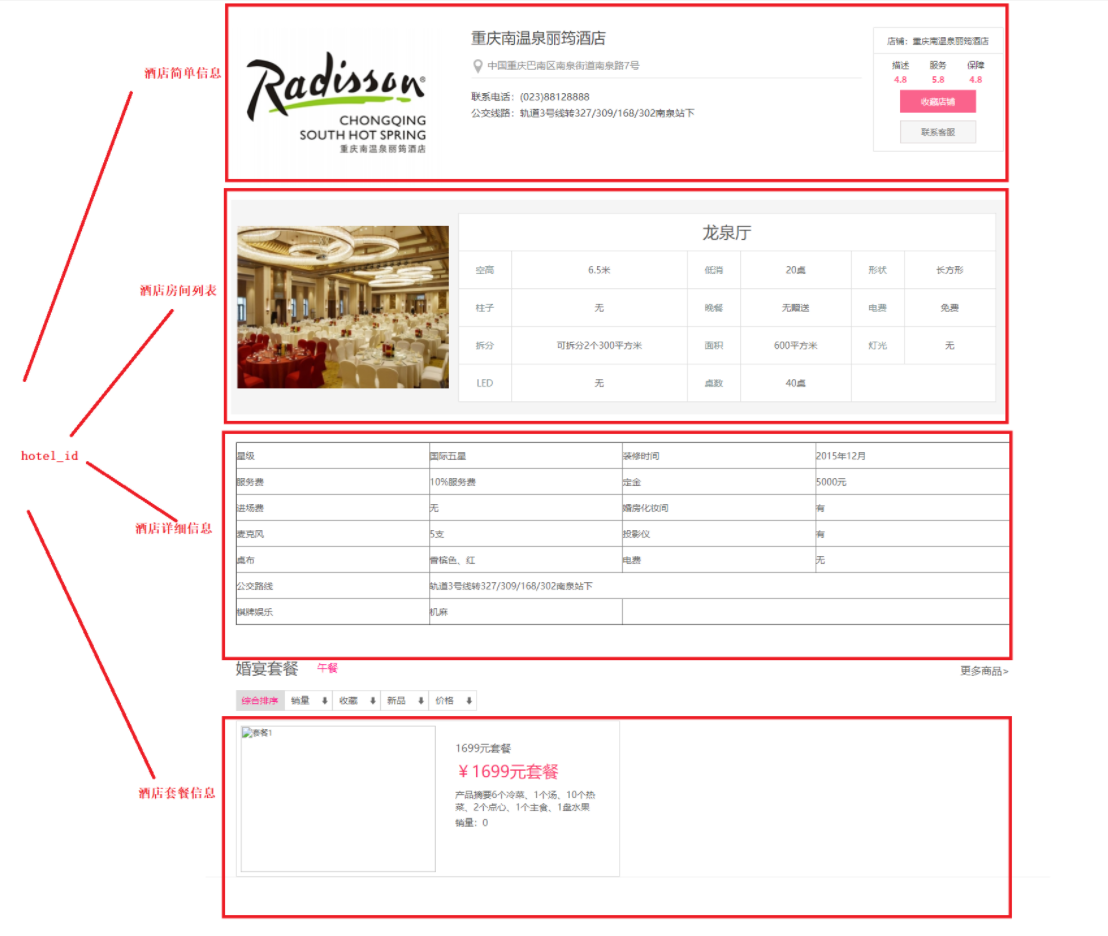 酒店简单信息
Radisson®
CHONGQING
SOUTH HOT SPRING
重庆南温泉丽筠酒店
重庆南温泉丽筠酒店
中国重庆巴南区南泉街道南泉路7号
联系电话：(023)88128888
公交线路：轨道3号线转327/309/168/302南泉站下
店铺：重庆南温泉丽筠酒店
描述 服务 保障
4.8 5.8 4.8
收藏店铺
联系客服
酒店房间列表
龙泉厅
空高 6.5米 低消 20桌 形状 长方形
柱子 无 晚餐 无赠送 电费 免费
拆分 可拆分2个300平方米 面积 600平方米 灯光 无
LED 无 桌数 40桌
hotel_id
酒店详细信息
星级 国际五星 装修时间 2015年12月
服务费 10%服务费 定金 5000元
进场费 无 婚房化妆间 有
麦克风 5支 投影仪 有
桌布 香槟色、红 电费 无
公交路线 轨道3号线转327/309/168/302南泉站下
棋牌娱乐 机麻
婚宴套餐 午餐 更多商品>
综合排序 销量 收藏 新品 价格
酒店套餐信息
套餐1
1699元套餐
￥1699元套餐
产品摘要6个冷菜、1个汤、10个热
菜、2个点心、1个主食、1盘水果
销量：0